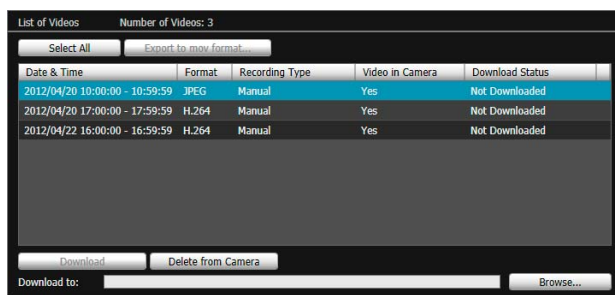 List of Videos Number of Videos: 3
Select All Export to mov format...
Date & Time Format Recording Type Video in Camera Download Status
2012/04/20 10:00:00 - 10:59:59 JPEG Manual Yes Not Downloaded
2012/04/20 17:00:00 - 17:59:59 H.264 Manual Yes Not Downloaded
2012/04/22 16:00:00 - 16:59:59 H.264 Manual Yes Not Downloaded
Download Delete from Camera
Download to: Browse...